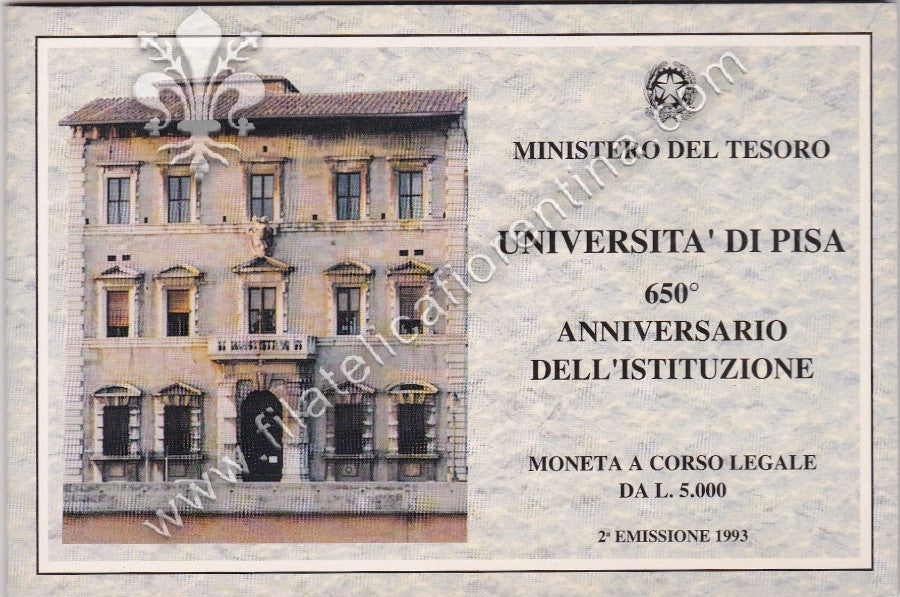 MINISTERO DEL TESORO
UNIVERSITA' DI PISA
650°
ANNIVERSARIO
DELL'ISTITUZIONE
MONETA A CORSO LEGALE
DA L. 5.000
2ª EMISSIONE 1993
www.filatelicafiorentina.com